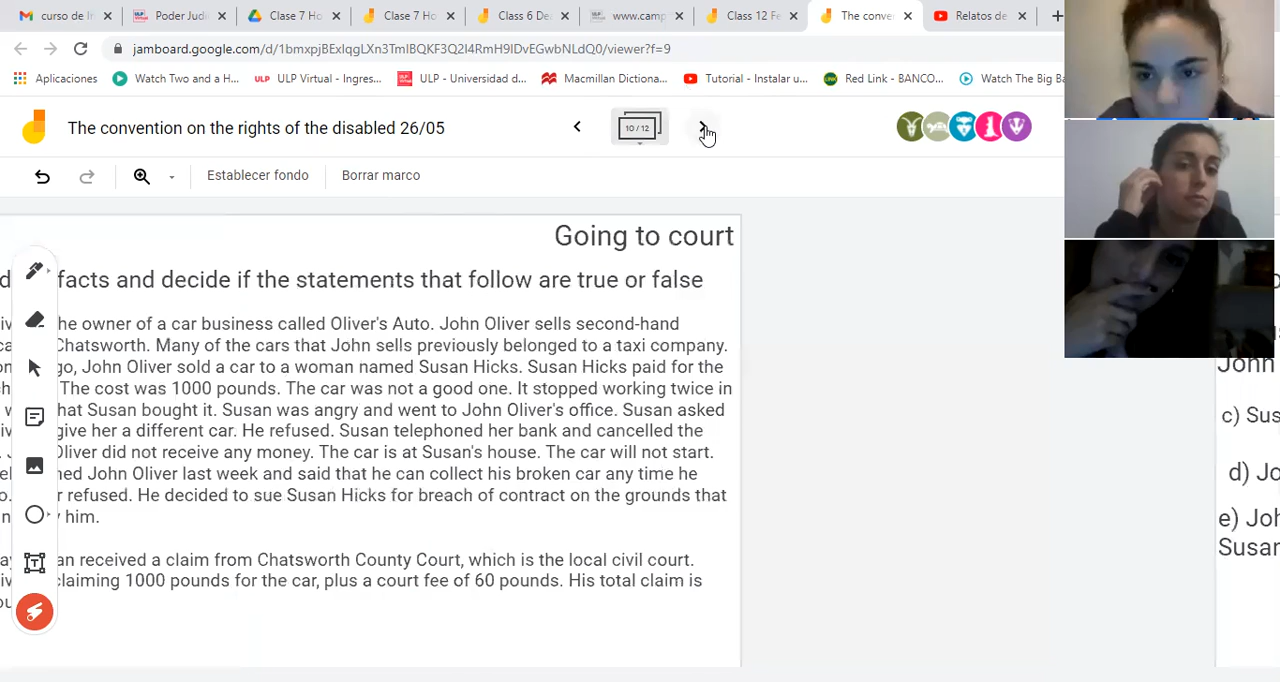 curso de In
Poder Judi
Clase 7 Ho
Clase 7 Ho
Class 6 De
www.camp
Class 12 Fe
The conve
Relatos de
jamboard.google.com/d/1bmxpjBExlqgLXn3TmlBQKF3Q2I4RmH9lDvEGwbNLdQ0/viewer?f=9
Aplicaciones
Watch Two and a H...
ULP
ULP Virtual - Ingres...
ULP - Universidad d...
Macmillan Dictiona...
Tutorial - Instalar u...
Red Link - BANCO...
Watch The Big Ba
The convention on the rights of the disabled 26/05
10 / 12
Establecer fondo
Borrar marco
Going to court
facts and decide if the statements that follow are true or false
he owner of a car business called Oliver's Auto. John Oliver sells second-hand
Chatsworth. Many of the cars that John sells previously belonged to a taxi company.
go, John Oliver sold a car to a woman named Susan Hicks. Susan Hicks paid for the
The cost was 1000 pounds. The car was not a good one. It stopped working twice in
hat Susan bought it. Susan was angry and went to John Oliver's office. Susan asked
give her a different car. He refused. Susan telephoned her bank and cancelled the
Oliver did not receive any money. The car is at Susan's house. The car will not start.
ned John Oliver last week and said that he can collect his broken car any time he
r refused. He decided to sue Susan Hicks for breach of contract on the grounds that
him.
an received a claim from Chatsworth County Court, which is the local civil court.
claiming 1000 pounds for the car, plus a court fee of 60 pounds. His total claim is
John
c) Sus
d) Jo
e) Joh
Susan